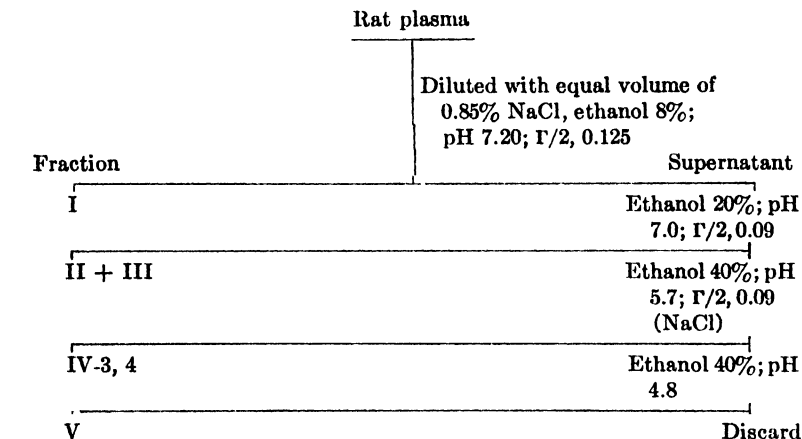 Rat plasma
Diluted with equal volume of
0.85% NaCl, ethanol 8%;
pH 7.20; Γ/2, 0.125
Fraction Supernatant
I Ethanol 20%; pH
7.0; Γ/2, 0.09
II + III Ethanol 40%; pH
5.7; Γ/2, 0.09
(NaCl)
IV-3, 4 Ethanol 40%; pH
4.8
V Discard